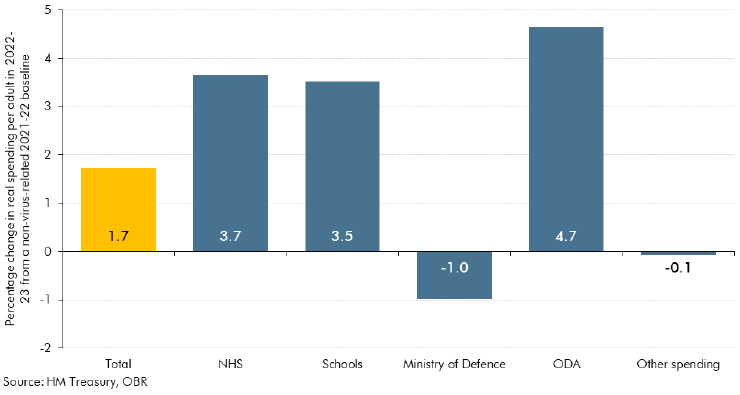 Percentage change in real spending per adult in 2022-
23 from a non-virus-related 2021-22 baseline
5
4
3
2
1
0
-1
-2
1.7
3.7
3.5
-1.0
4.7
-0.1
Total
NHS
Schools
Ministry of Defence
ODA
Other spending
Source: HM Treasury, OBR